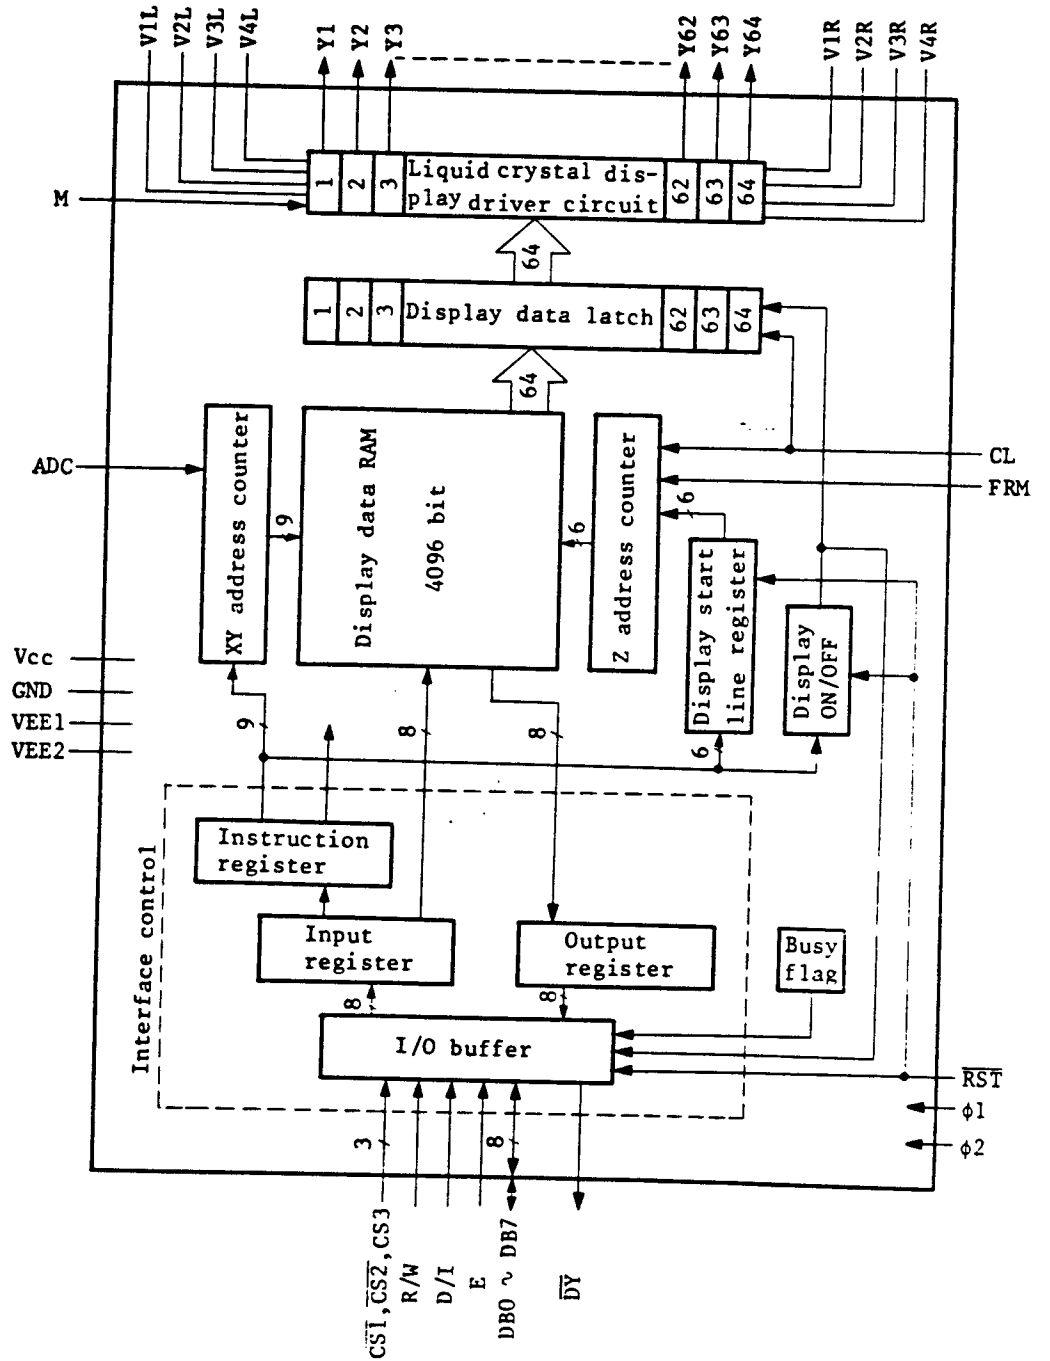 V1L
V2L
V3L
V4L
Y1
Y2
Y3
Y62
Y63
Y64
V1R
V2R
V3R
V4R
M
1
2
3
Liquid crystal dis-
play driver circuit
62
63
64
64
1
2
3
Display data latch
62
63
64
64
ADC
XY address counter
9
Display data RAM
4096 bit
6
Z address counter
6
CL
FRM
Display start
line register
Display
ON/OFF
Vcc
GND
VEE1
VEE2
9
8
8
6
Interface control
Instruction
register
Input
register
Output
register
Busy
flag
8
8
I/O buffer
R̅S̅T̅
ϕ1
ϕ2
3
8
C̅S̅1̅, C̅S̅2̅, CS3
R/W
D/I
E
DB0 ~ DB7
D̅Y̅